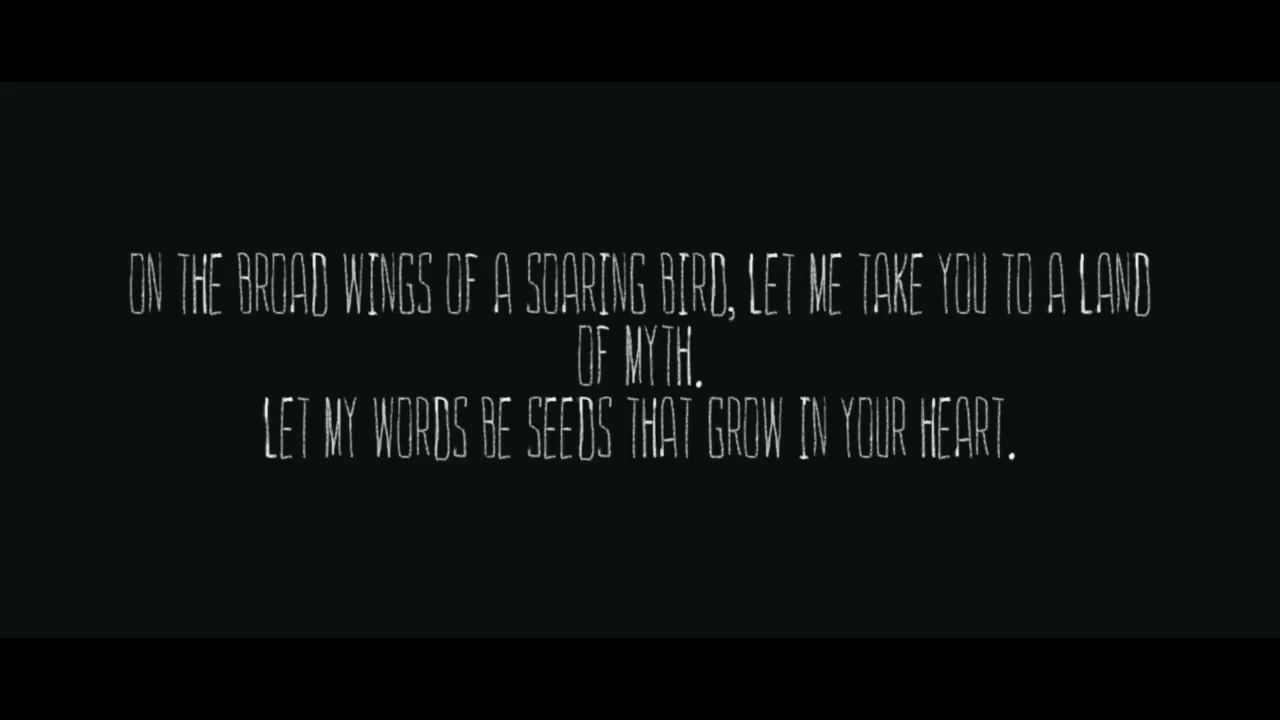 ON THE BROAD WINGS OF A SOARING BIRD, LET ME TAKE YOU TO A LAND
OF MYTH.
LET MY WORDS BE SEEDS THAT GROW IN YOUR HEART.